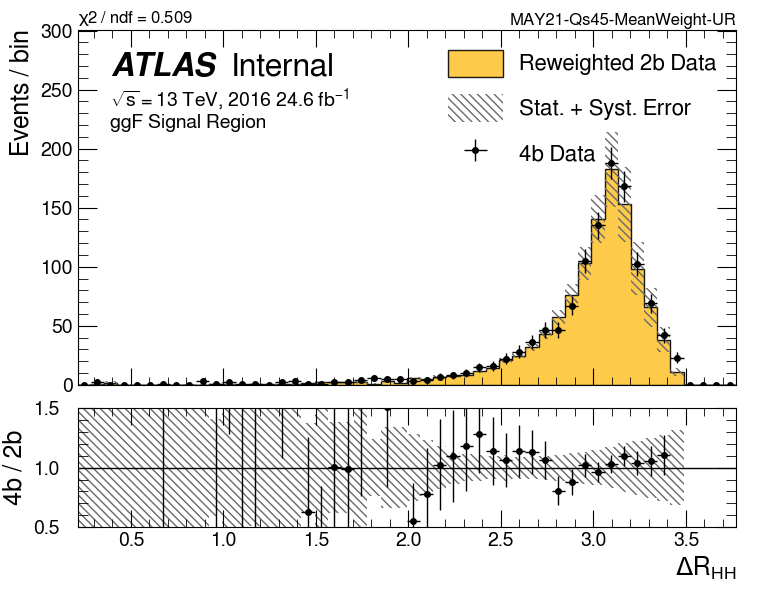 χ2 / ndf = 0.509
MAY21-Qs45-MeanWeight-UR
Events / bin
300
250
200
150
100
50
0
ATLAS Internal
√s = 13 TeV, 2016 24.6 fb−1
ggF Signal Region
Reweighted 2b Data
Stat. + Syst. Error
4b Data
4b / 2b
1.5
1.0
0.5
0.5 1.0 1.5 2.0 2.5 3.0 3.5
ΔRHH